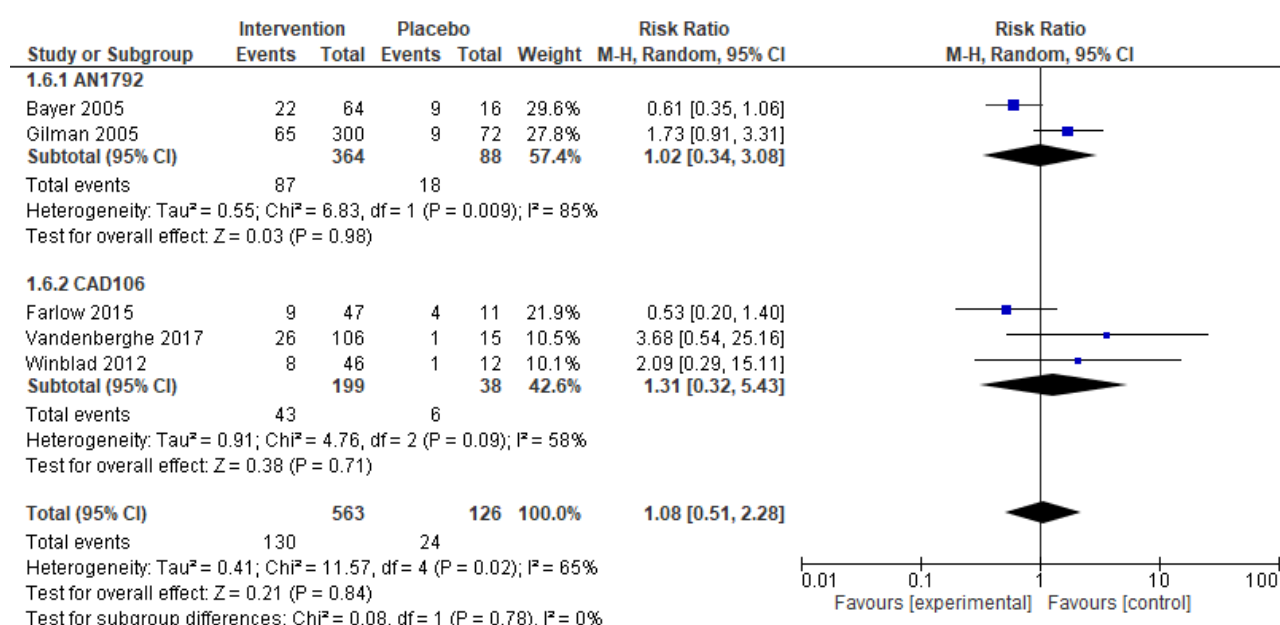 Intervention Placebo Risk Ratio Risk Ratio
Study or Subgroup Events Total Events Total Weight M-H, Random, 95% CI M-H, Random, 95% CI
1.6.1 AN1792
Bayer 2005 22 64 9 16 29.6% 0.61 [0.35, 1.06]
Gilman 2005 65 300 9 72 27.8% 1.73 [0.91, 3.31]
Subtotal (95% CI) 364 88 57.4% 1.02 [0.34, 3.08]
Total events 87 18
Heterogeneity: Tau² = 0.55; Chi² = 6.83, df = 1 (P = 0.009); I² = 85%
Test for overall effect: Z = 0.03 (P = 0.98)
1.6.2 CAD106
Farlow 2015 9 47 4 11 21.9% 0.53 [0.20, 1.40]
Vandenberghe 2017 26 106 1 15 10.5% 3.68 [0.54, 25.16]
Winblad 2012 8 46 1 12 10.1% 2.09 [0.29, 15.11]
Subtotal (95% CI) 199 38 42.6% 1.31 [0.32, 5.43]
Total events 43 6
Heterogeneity: Tau² = 0.91; Chi² = 4.76, df = 2 (P = 0.09); I² = 58%
Test for overall effect: Z = 0.38 (P = 0.71)
Total (95% CI) 563 126 100.0% 1.08 [0.51, 2.28]
Total events 130 24
Heterogeneity: Tau² = 0.41; Chi² = 11.57, df = 4 (P = 0.02); I² = 65%
Test for overall effect: Z = 0.21 (P = 0.84)
Test for subgroup differences: Chi² = 0.08, df = 1 (P = 0.78), I² = 0%
0.01 0.1 1 10 100
Favours [experimental] Favours [control]